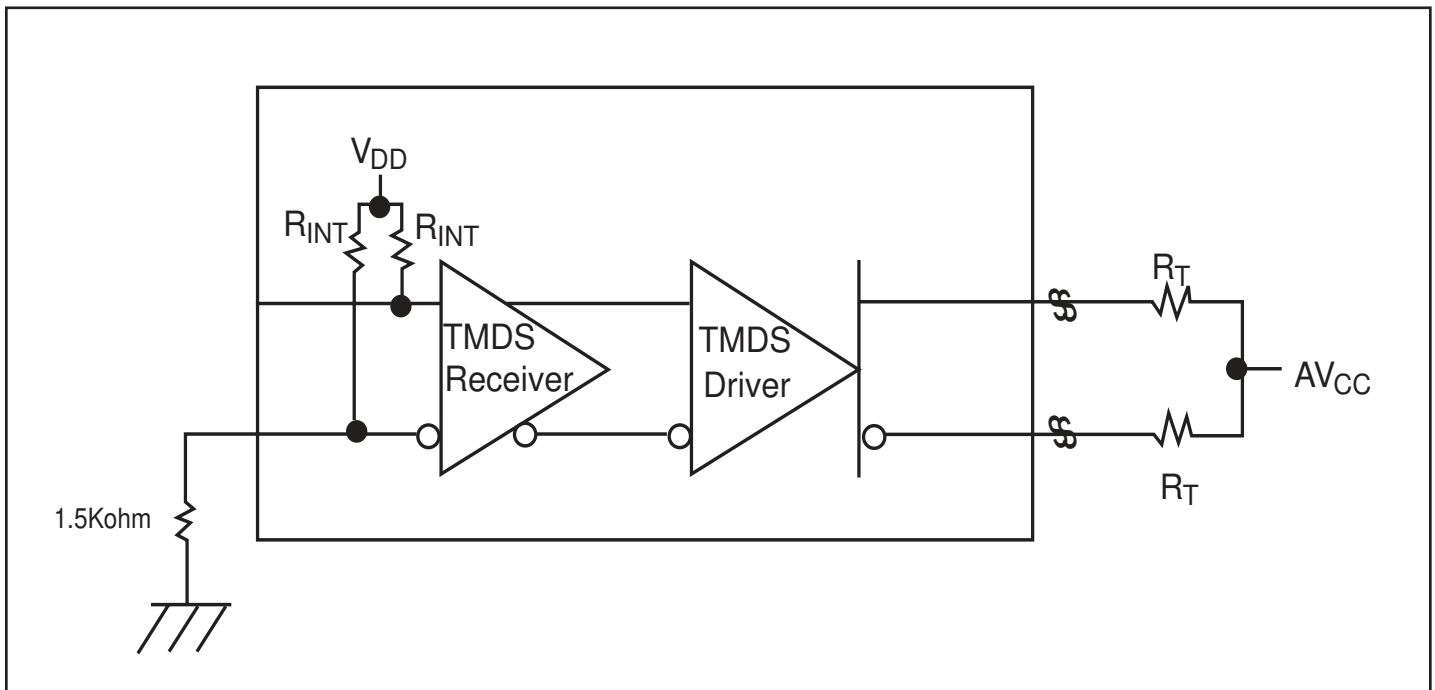 VDD
RINT
RINT
TMDS
Receiver
TMDS
Driver
RT
AVCC
RT
1.5Kohm